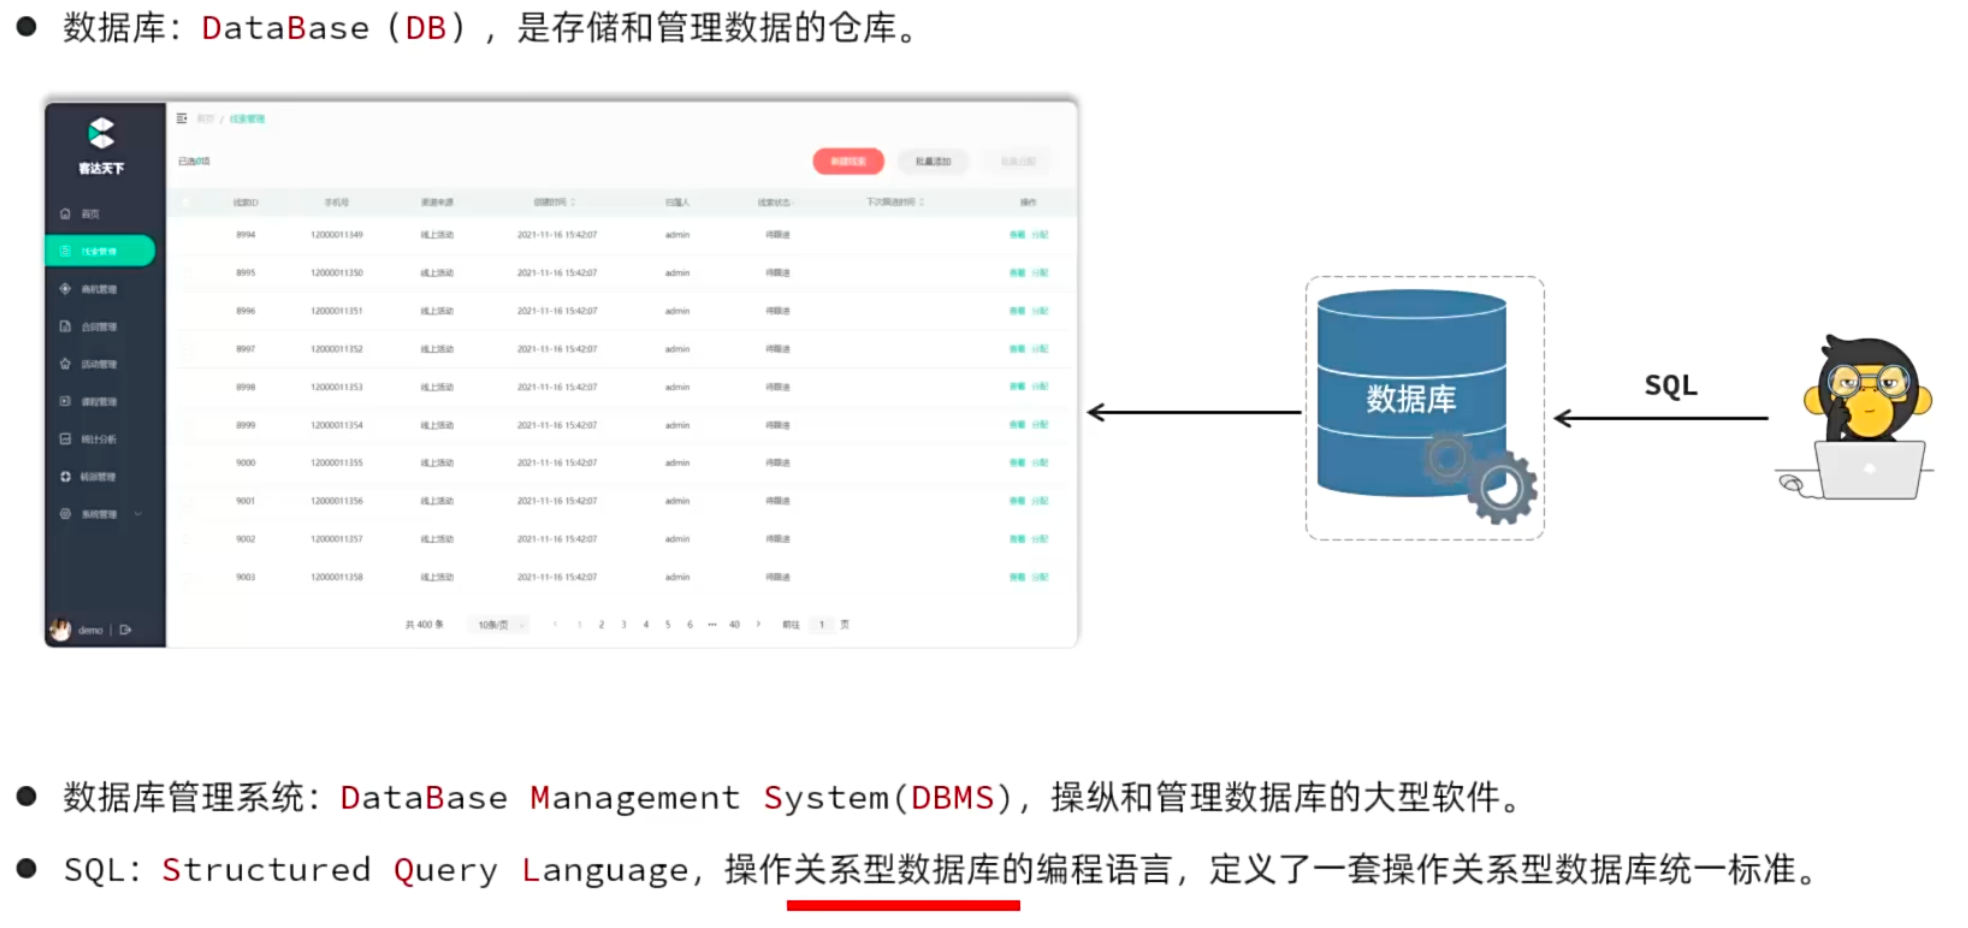 ● 数据库：DataBase（DB），是存储和管理数据的仓库。
客达天下
首页 / 线索管理
已选0项
新建线索 批量添加 批量分配
线索ID 手机号 渠道来源 创建时间 归属人 线索状态 下次跟进时间 操作
首页
8994 12000011349 线上活动 2021-11-16 15:42:07 admin 待跟进 查看 分配
线索管理
8995 12000011350 线上活动 2021-11-16 15:42:07 admin 待跟进 查看 分配
商机管理
8996 12000011351 线上活动 2021-11-16 15:42:07 admin 待跟进 查看 分配
合同管理
8997 12000011352 线上活动 2021-11-16 15:42:07 admin 待跟进 查看 分配
活动管理
8998 12000011353 线上活动 2021-11-16 15:42:07 admin 待跟进 查看 分配
课程管理
8999 12000011354 线上活动 2021-11-16 15:42:07 admin 待跟进 查看 分配
统计分析
9000 12000011355 线上活动 2021-11-16 15:42:07 admin 待跟进 查看 分配
转派管理
9001 12000011356 线上活动 2021-11-16 15:42:07 admin 待跟进 查看 分配
系统管理
9002 12000011357 线上活动 2021-11-16 15:42:07 admin 待跟进 查看 分配
9003 12000011358 线上活动 2021-11-16 15:42:07 admin 待跟进 查看 分配
共 400 条 10条/页 1 2 3 4 5 6 ··· 40 前往 1 页
demo
数据库
SQL
● 数据库管理系统：DataBase Management System(DBMS)，操纵和管理数据库的大型软件。
● SQL：Structured Query Language，操作关系型数据库的编程语言，定义了一套操作关系型数据库统一标准。